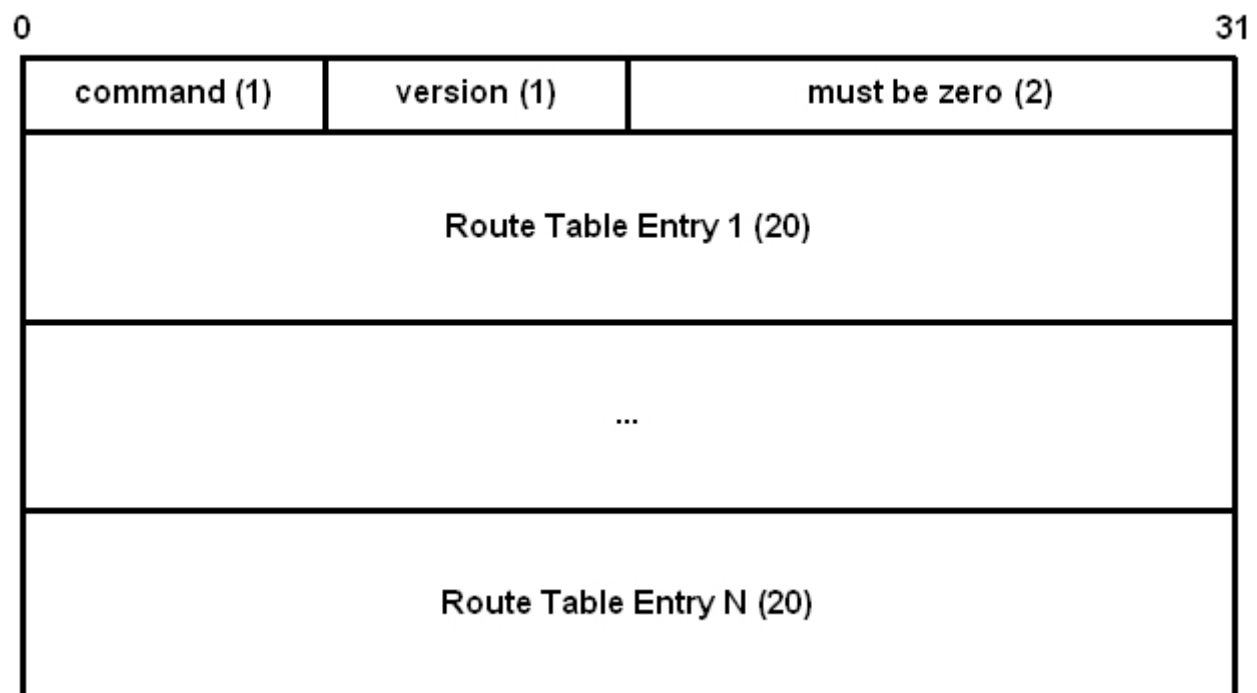 0 31
command (1) version (1) must be zero (2)
Route Table Entry 1 (20)
...
Route Table Entry N (20)